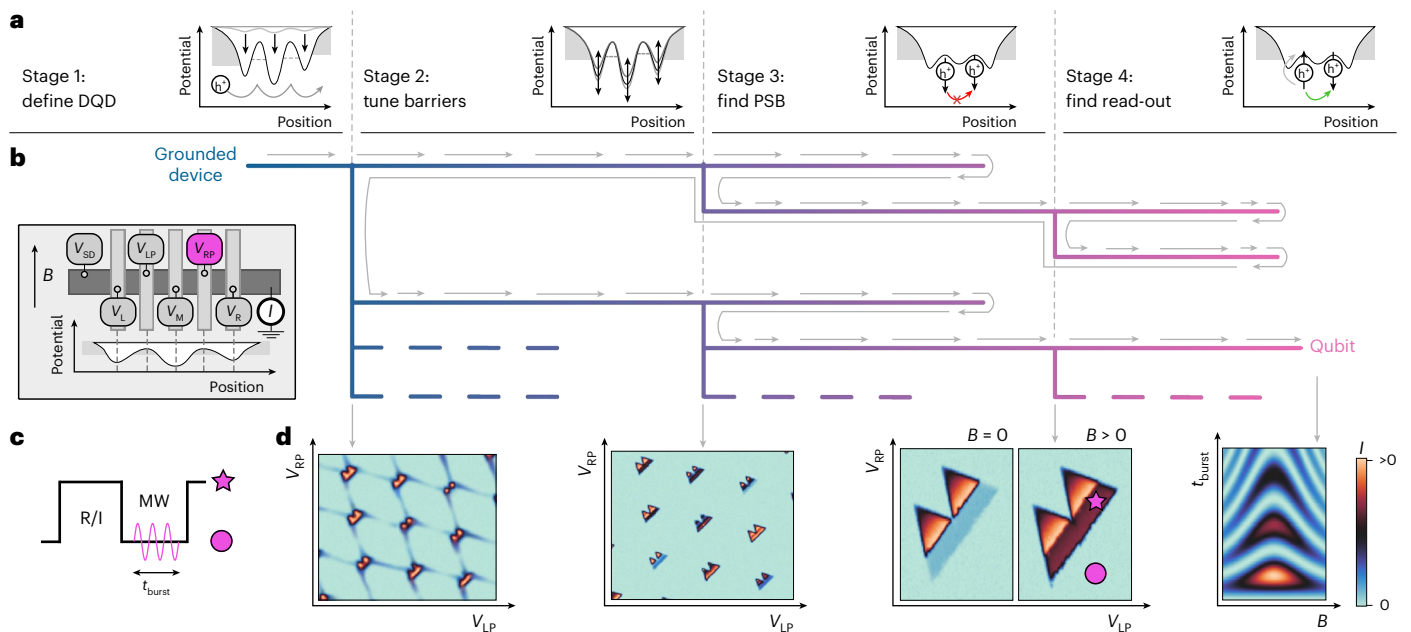 a
Stage 1:
define DQD
Potential
h⁺
Position
Stage 2:
tune barriers
Potential
Position
Stage 3:
find PSB
Potential
h⁺ h⁺
Position
Stage 4:
find read-out
Potential
h⁺ h⁺
Position
b
Grounded
device
Qubit
B
V_SD V_LP V_RP
V_L V_M V_R I
Potential
Position
c
R/I
MW
t_burst
d
V_RP
V_LP
V_RP
V_RP
B = 0
B > 0
V_LP
t_burst
B
I
>0
0